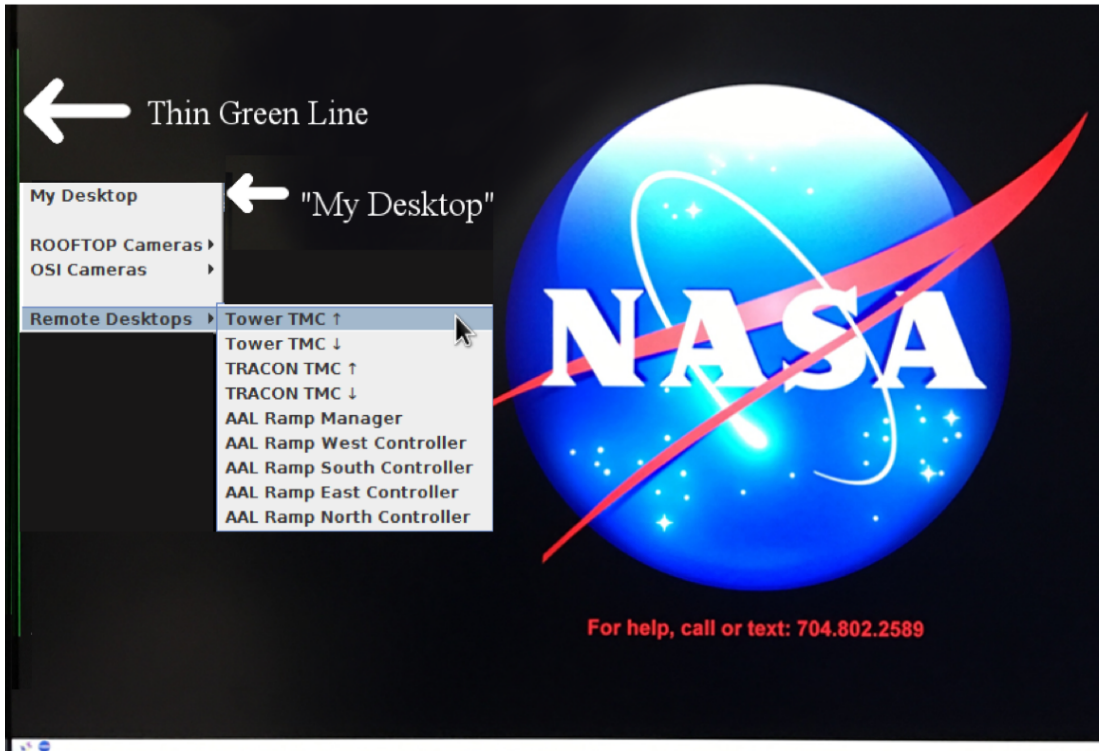 Thin Green Line
My Desktop
"My Desktop"
ROOFTOP Cameras
OSI Cameras
Remote Desktops
Tower TMC ↑
Tower TMC ↓
TRACON TMC ↑
TRACON TMC ↓
AAL Ramp Manager
AAL Ramp West Controller
AAL Ramp South Controller
AAL Ramp East Controller
AAL Ramp North Controller
NASA
For help, call or text: 704.802.2589